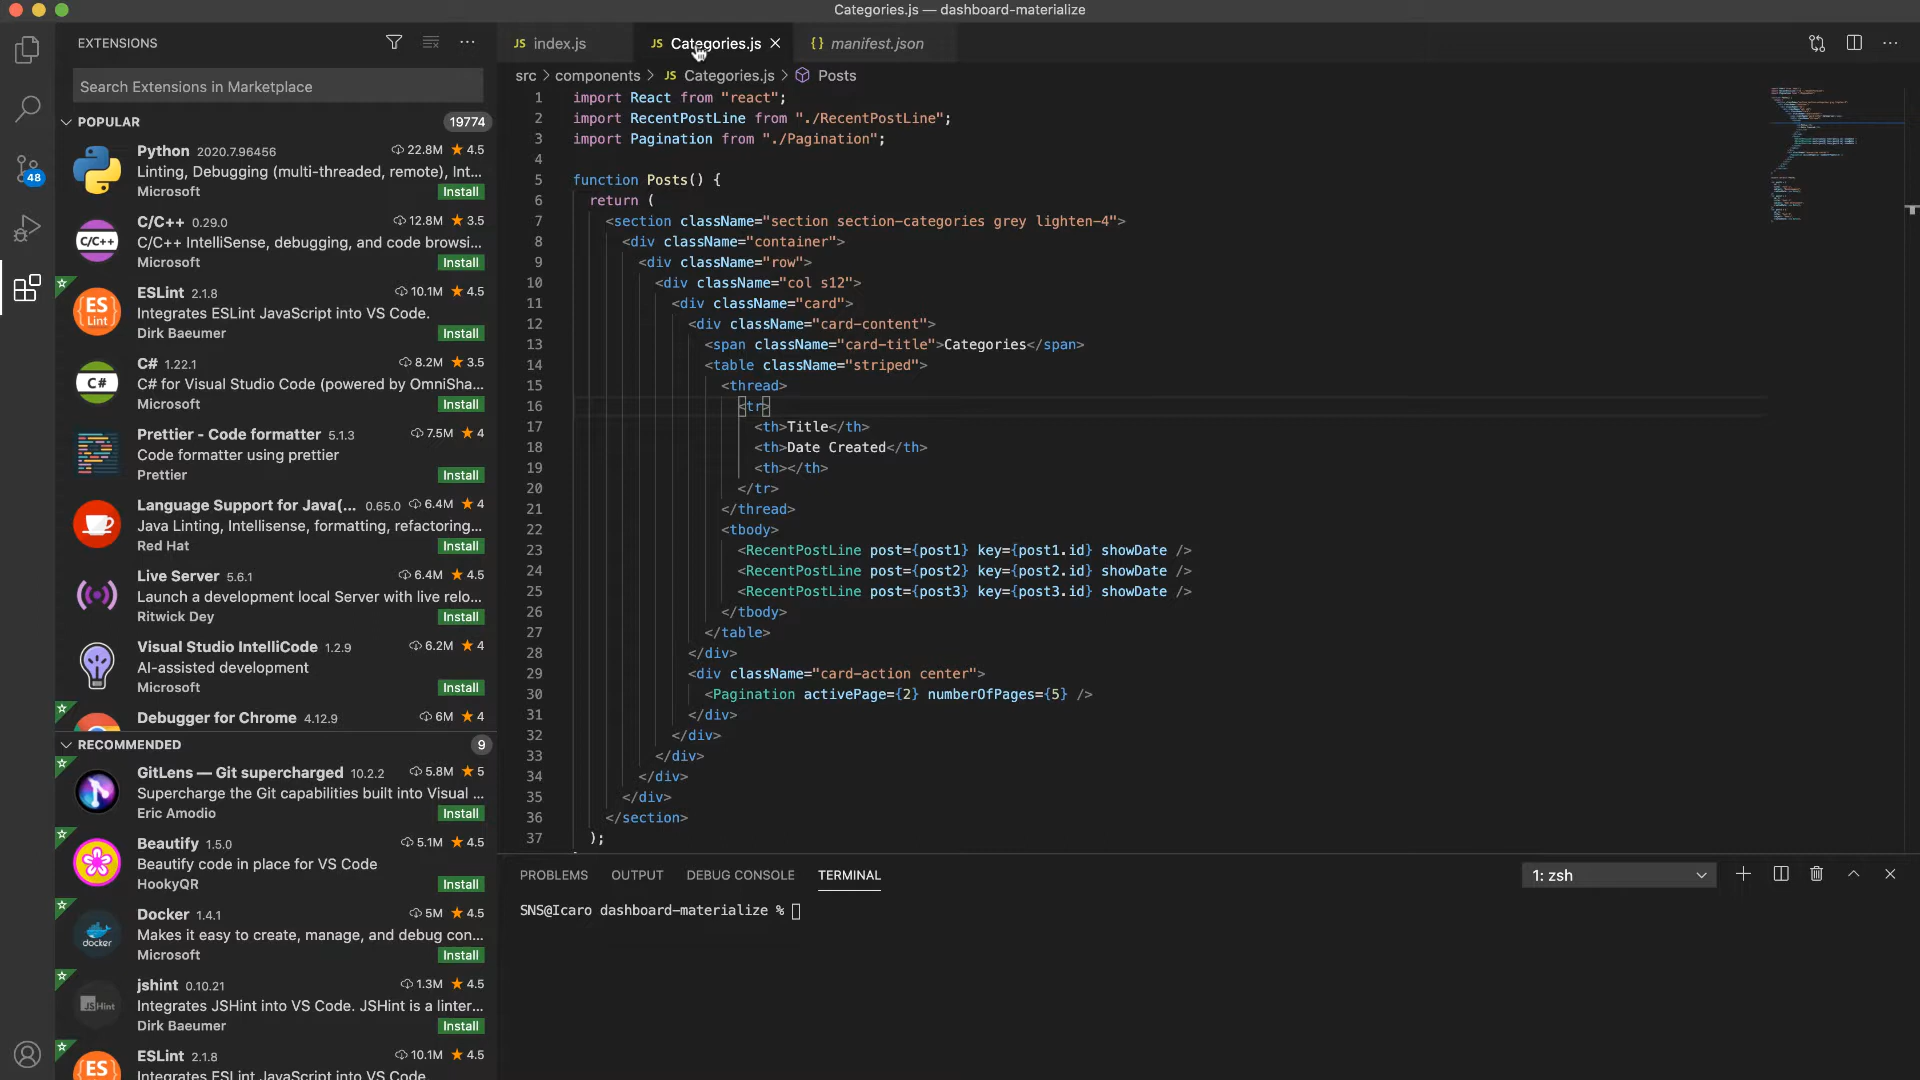 Categories.js — dashboard-materialize
EXTENSIONS
Search Extensions in Marketplace
POPULAR 19774
Python 2020.7.96456 22.8M ★ 4.5
Linting, Debugging (multi-threaded, remote), Int...
Microsoft Install
C/C++
C/C++ 0.29.0 12.8M ★ 3.5
C/C++ IntelliSense, debugging, and code browsi...
Microsoft Install
ES Lint
ESLint 2.1.8 10.1M ★ 4.5
Integrates ESLint JavaScript into VS Code.
Dirk Baeumer Install
C#
C# 1.22.1 8.2M ★ 3.5
C# for Visual Studio Code (powered by OmniSha...
Microsoft Install
Prettier - Code formatter 5.1.3 7.5M ★ 4
Code formatter using prettier
Prettier Install
Language Support for Java(... 0.65.0 6.4M ★ 4
Java Linting, Intellisense, formatting, refactoring...
Red Hat Install
Live Server 5.6.1 6.4M ★ 4.5
Launch a development local Server with live relo...
Ritwick Dey Install
Visual Studio IntelliCode 1.2.9 6.2M ★ 4
AI-assisted development
Microsoft Install
Debugger for Chrome 4.12.9 6M ★ 4
RECOMMENDED 9
GitLens — Git supercharged 10.2.2 5.8M ★ 5
Supercharge the Git capabilities built into Visual ...
Eric Amodio Install
Beautify 1.5.0 5.1M ★ 4.5
Beautify code in place for VS Code
HookyQR Install
docker
Docker 1.4.1 5M ★ 4.5
Makes it easy to create, manage, and debug con...
Microsoft Install
JSHint
jshint 0.10.21 1.3M ★ 4.5
Integrates JSHint into VS Code. JSHint is a linter...
Dirk Baeumer Install
ES
ESLint 2.1.8 10.1M ★ 4.5
Integrates ESLint JavaScript into VS Code.
48
JS index.js JS Categories.js × {} manifest.json
src > components > JS Categories.js > Posts
1 import React from "react";
2 import RecentPostLine from "./RecentPostLine";
3 import Pagination from "./Pagination";
4
5 function Posts() {
6 return (
7 <section className="section section-categories grey lighten-4">
8 <div className="container">
9 <div className="row">
10 <div className="col s12">
11 <div className="card">
12 <div className="card-content">
13 <span className="card-title">Categories</span>
14 <table className="striped">
15 <thread>
16 <tr>
17 <th>Title</th>
18 <th>Date Created</th>
19 <th></th>
20 </tr>
21 </thread>
22 <tbody>
23 <RecentPostLine post={post1} key={post1.id} showDate />
24 <RecentPostLine post={post2} key={post2.id} showDate />
25 <RecentPostLine post={post3} key={post3.id} showDate />
26 </tbody>
27 </table>
28 </div>
29 <div className="card-action center">
30 <Pagination activePage={2} numberOfPages={5} />
31 </div>
32 </div>
33 </div>
34 </div>
35 </div>
36 </section>
37 );
PROBLEMS OUTPUT DEBUG CONSOLE TERMINAL 1: zsh
SNS@Icaro dashboard-materialize %